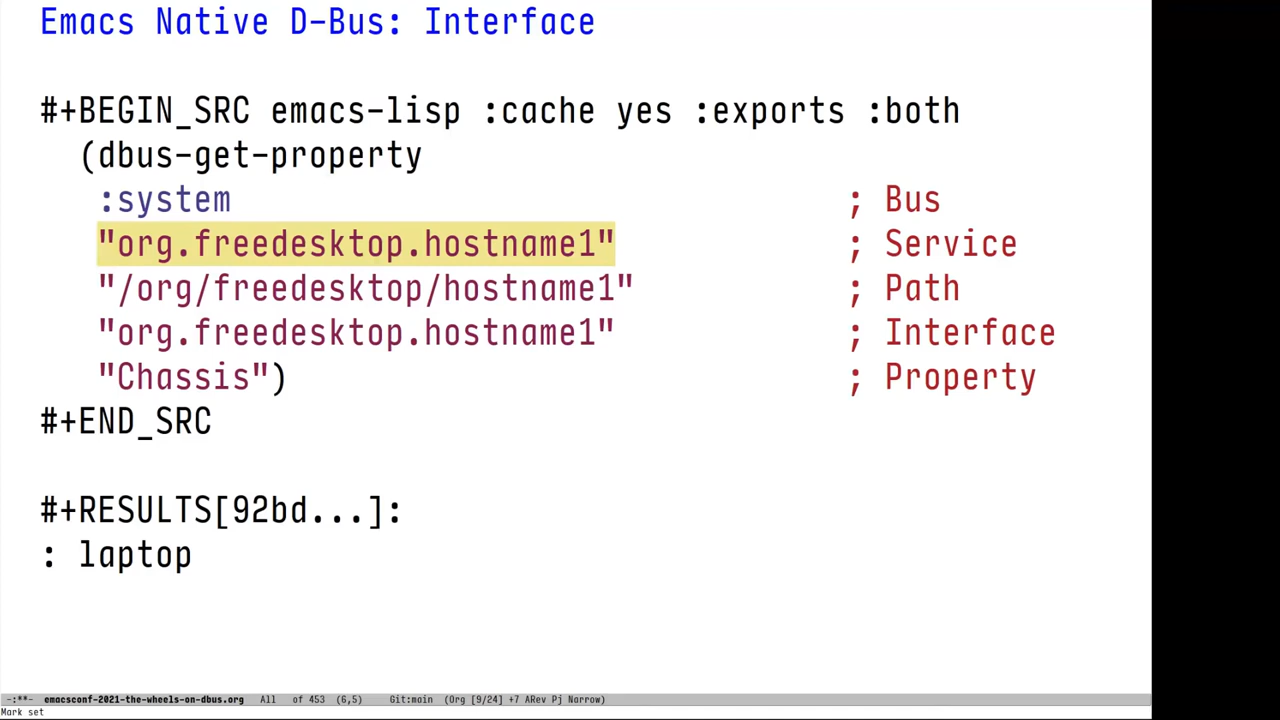 Emacs Native D-Bus: Interface
#+BEGIN_SRC emacs-lisp :cache yes :exports :both
(dbus-get-property
:system ; Bus
"org.freedesktop.hostname1" ; Service
"/org/freedesktop/hostname1" ; Path
"org.freedesktop.hostname1" ; Interface
"Chassis") ; Property
#+END_SRC
#+RESULTS[92bd...]:
: laptop
-:**- emacsconf-2021-the-wheels-on-dbus.org All of 453 (6,5) Git:main (Org [9/24] +7 ARev Pj Narrow)
Mark set